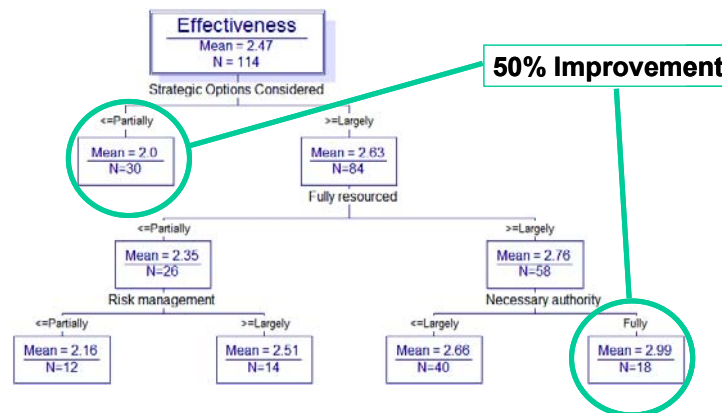 Effectiveness
Mean = 2.47
N = 114
50% Improvement
Strategic Options Considered
<=Partially
>=Largely
Mean = 2.0
N=30
Mean = 2.63
N=84
Fully resourced
<=Partially
>=Largely
Mean = 2.35
N=26
Mean = 2.76
N=58
Risk management
Necessary authority
<=Partially
>=Largely
<=Largely
Fully
Mean = 2.16
N=12
Mean = 2.51
N=14
Mean = 2.66
N=40
Mean = 2.99
N=18